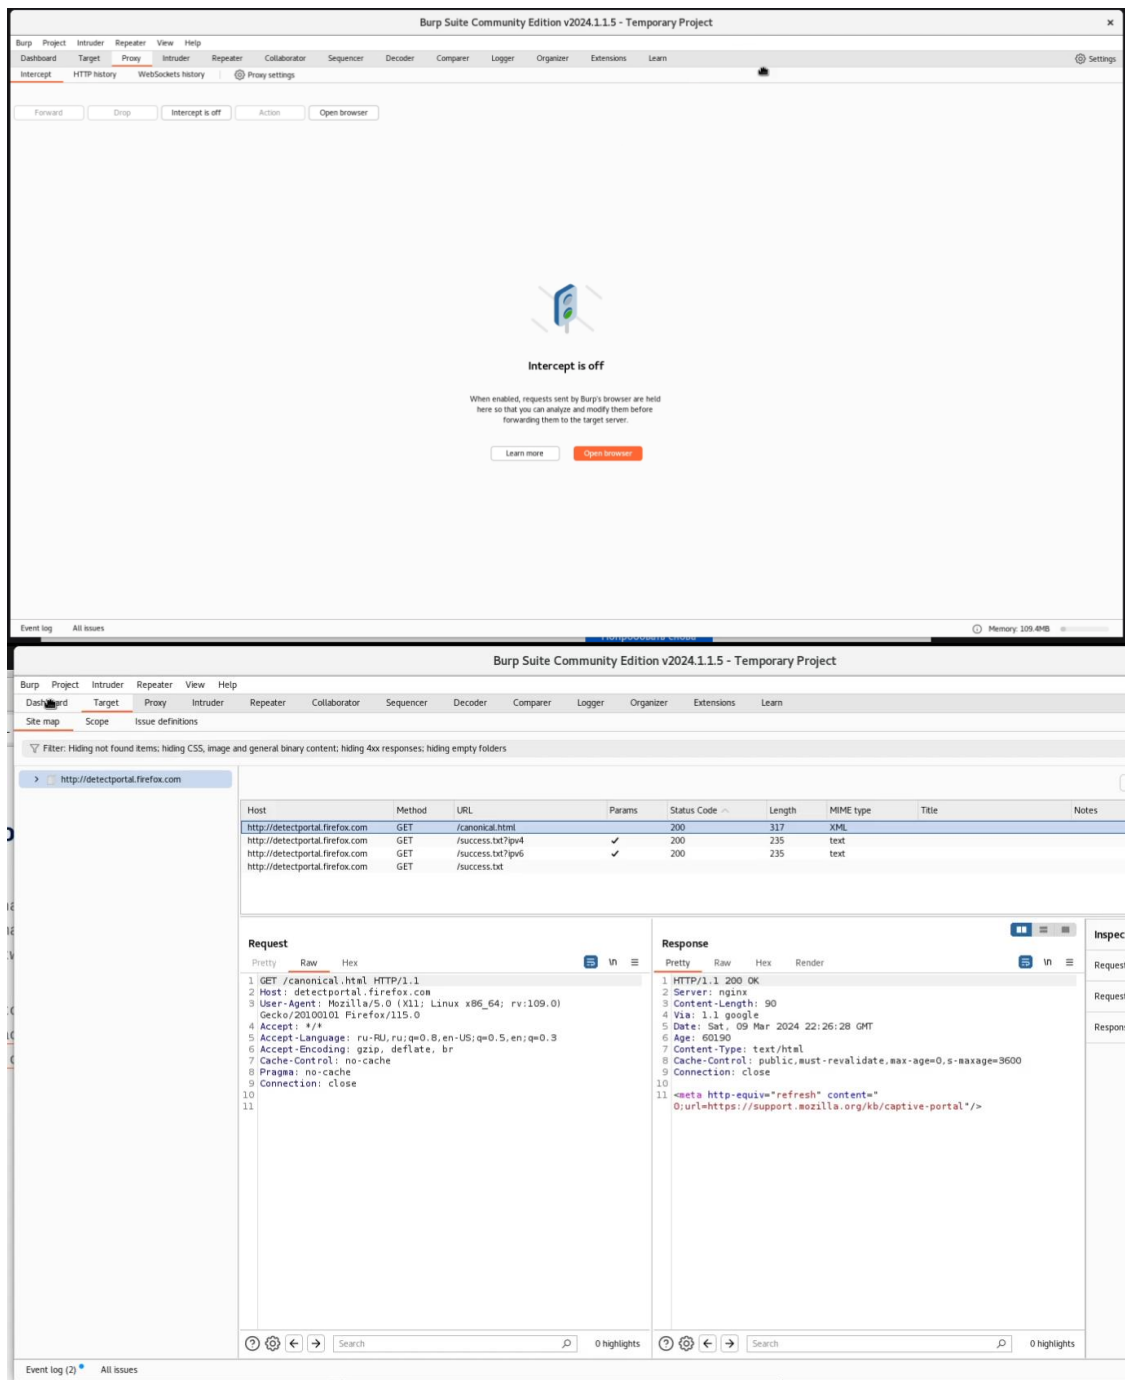 Burp Suite Community Edition v2024.1.1.5 - Temporary Project
Burp Project Intruder Repeater View Help
Dashboard Target Proxy Intruder Repeater Collaborator Sequencer Decoder Comparer Logger Organizer Extensions Learn Settings
Intercept HTTP history WebSockets history Proxy settings
Forward Drop Intercept is off Action Open browser
Intercept is off
When enabled, requests sent by Burp's browser are held
here so that you can analyze and modify them before
forwarding them to the target server.
Learn more Open browser
Event log All issues Memory: 109.4MB
Burp Suite Community Edition v2024.1.1.5 - Temporary Project
Burp Project Intruder Repeater View Help
Dashboard Target Proxy Intruder Repeater Collaborator Sequencer Decoder Comparer Logger Organizer Extensions Learn
Site map Scope Issue definitions
Filter: Hiding not found items; hiding CSS, image and general binary content; hiding 4xx responses; hiding empty folders
http://detectportal.firefox.com
Host Method URL Params Status Code Length MIME type Title Notes
http://detectportal.firefox.com GET /canonical.html 200 317 XML
http://detectportal.firefox.com GET /success.txt?ipv4 ✓ 200 235 text
http://detectportal.firefox.com GET /success.txt?ipv6 ✓ 200 235 text
http://detectportal.firefox.com GET /success.txt
Request
Pretty Raw Hex \n
1 GET /canonical.html HTTP/1.1
2 Host: detectportal.firefox.com
3 User-Agent: Mozilla/5.0 (X11; Linux x86_64; rv:109.0)
Gecko/20100101 Firefox/115.0
4 Accept: */*
5 Accept-Language: ru-RU,ru;q=0.8,en-US;q=0.5,en;q=0.3
6 Accept-Encoding: gzip, deflate, br
7 Cache-Control: no-cache
8 Pragma: no-cache
9 Connection: close
10
11
Search 0 highlights
Response
Pretty Raw Hex Render \n
1 HTTP/1.1 200 OK
2 Server: nginx
3 Content-Length: 90
4 Via: 1.1 google
5 Date: Sat, 09 Mar 2024 22:26:28 GMT
6 Age: 60190
7 Content-Type: text/html
8 Cache-Control: public,must-revalidate,max-age=0,s-maxage=3600
9 Connection: close
10
11 <meta http-equiv="refresh" content="
0;url=https://support.mozilla.org/kb/captive-portal"/>
Search 0 highlights
Inspec
Request
Request
Respon
Event log (2) All issues